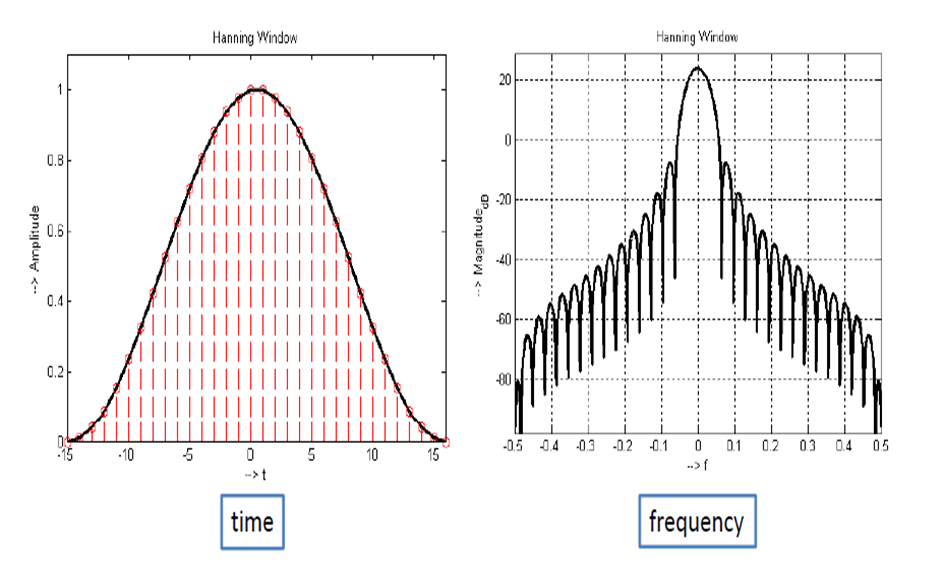 Hanning Window
--> Amplitude
1
0.8
0.6
0.4
0.2
0
-15 -10 -5 0 5 10 15
--> t
time
Hanning Window
--> Magnitude dB
20
0
-20
-40
-60
-80
-0.5 -0.4 -0.3 -0.2 -0.1 0 0.1 0.2 0.3 0.4 0.5
--> f
frequency